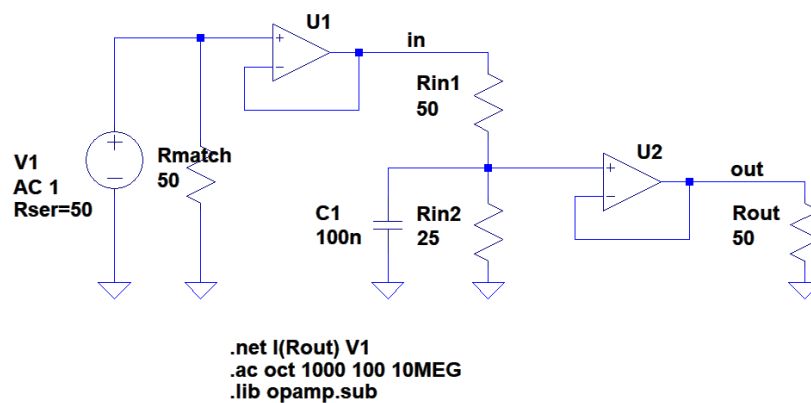 U1
in
Rin1
50
V1
AC 1
Rser=50
Rmatch
50
U2
out
C1
100n
Rin2
25
Rout
50
.net I(Rout) V1
.ac oct 1000 100 10MEG
.lib opamp.sub